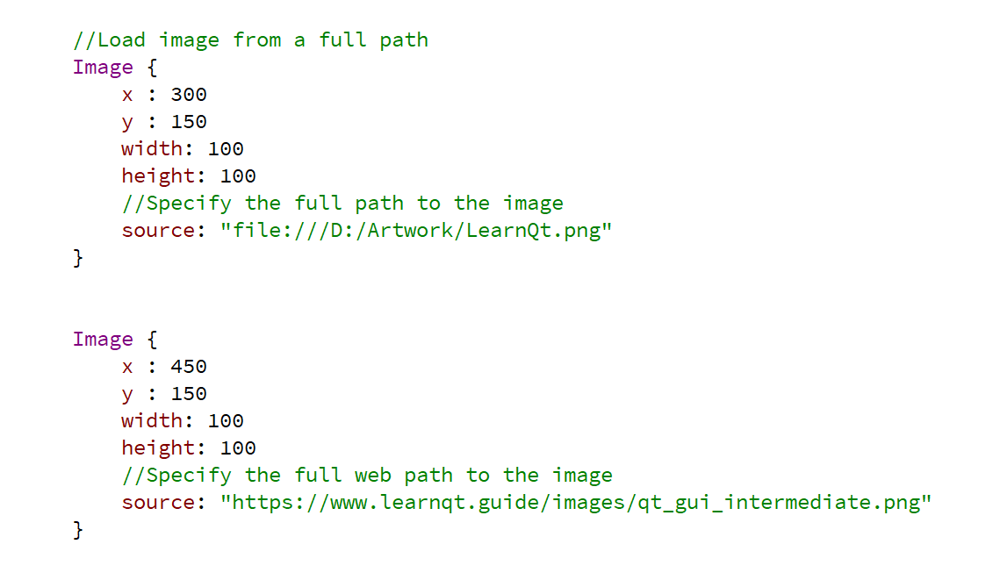 //Load image from a full path
Image {
    x : 300
    y : 150
    width: 100
    height: 100
    //Specify the full path to the image
    source: "file:///D:/Artwork/LearnQt.png"
}
Image {
    x : 450
    y : 150
    width: 100
    height: 100
    //Specify the full web path to the image
    source: "https://www.learnqt.guide/images/qt_gui_intermediate.png"
}